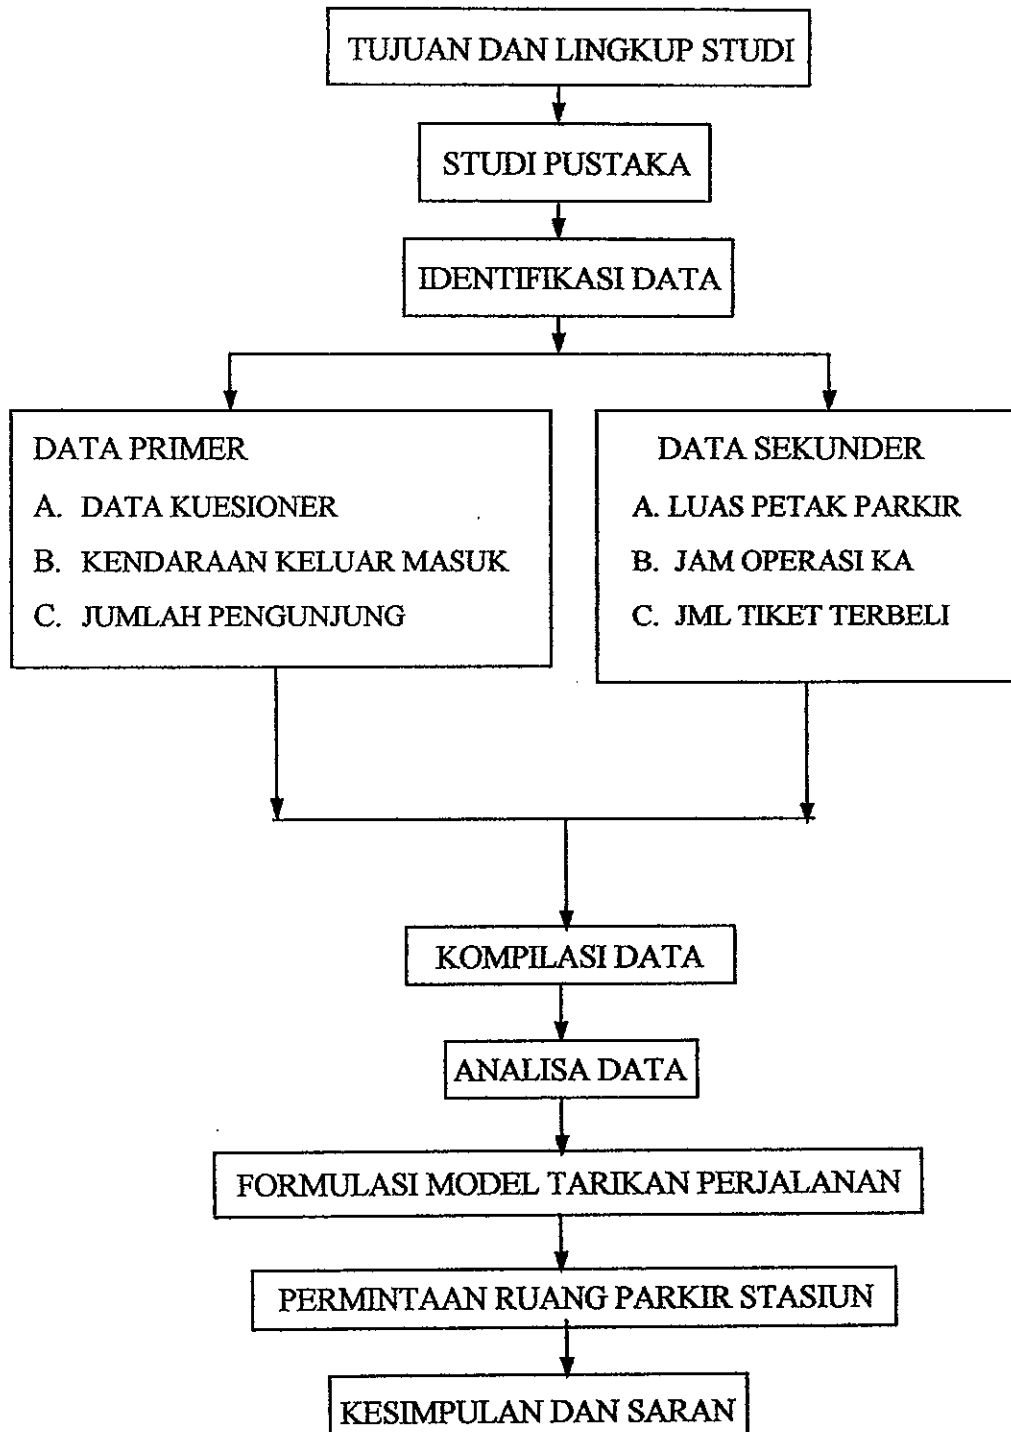 TUJUAN DAN LINGKUP STUDI
STUDI PUSTAKA
IDENTIFIKASI DATA
DATA PRIMER
A. DATA KUESIONER
B. KENDARAAN KELUAR MASUK
C. JUMLAH PENGUNJUNG
DATA SEKUNDER
A. LUAS PETAK PARKIR
B. JAM OPERASI KA
C. JML TIKET TERBELI
KOMPILASI DATA
ANALISA DATA
FORMULASI MODEL TARIKAN PERJALANAN
PERMINTAAN RUANG PARKIR STASIUN
KESIMPULAN DAN SARAN